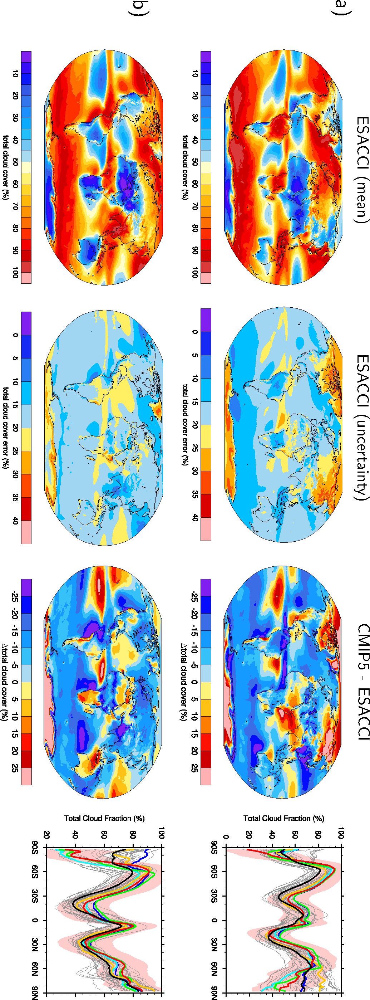 ESACCI (mean)
ESACCI (uncertainty)
CMIP5 - ESACCI
a)
10 20 30 40 50 60 70 80 90 100
total cloud cover (%)
0 5 10 15 20 25 30 35 40
total cloud cover error (%)
-25 -20 -15 -10 -5 0 5 10 15 20 25
Δtotal cloud cover (%)
Total Cloud Fraction (%)
100
80
60
40
20
0
90S 60S 30S 0 30N 60N 90N
b)
10 20 30 40 50 60 70 80 90 100
total cloud cover (%)
0 5 10 15 20 25 30 35 40
total cloud cover error (%)
-25 -20 -15 -10 -5 0 5 10 15 20 25
Δtotal cloud cover (%)
Total Cloud Fraction (%)
100
80
60
40
20
90S 60S 30S 0 30N 60N 90N